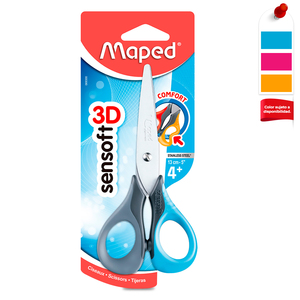 Maped
COMFORT
3D
sensoft
STAINLESS STEEL
13 cm - 5"
4+
Ciseaux - Scissors - Tijeras
Color sujeto a
disponibilidad.